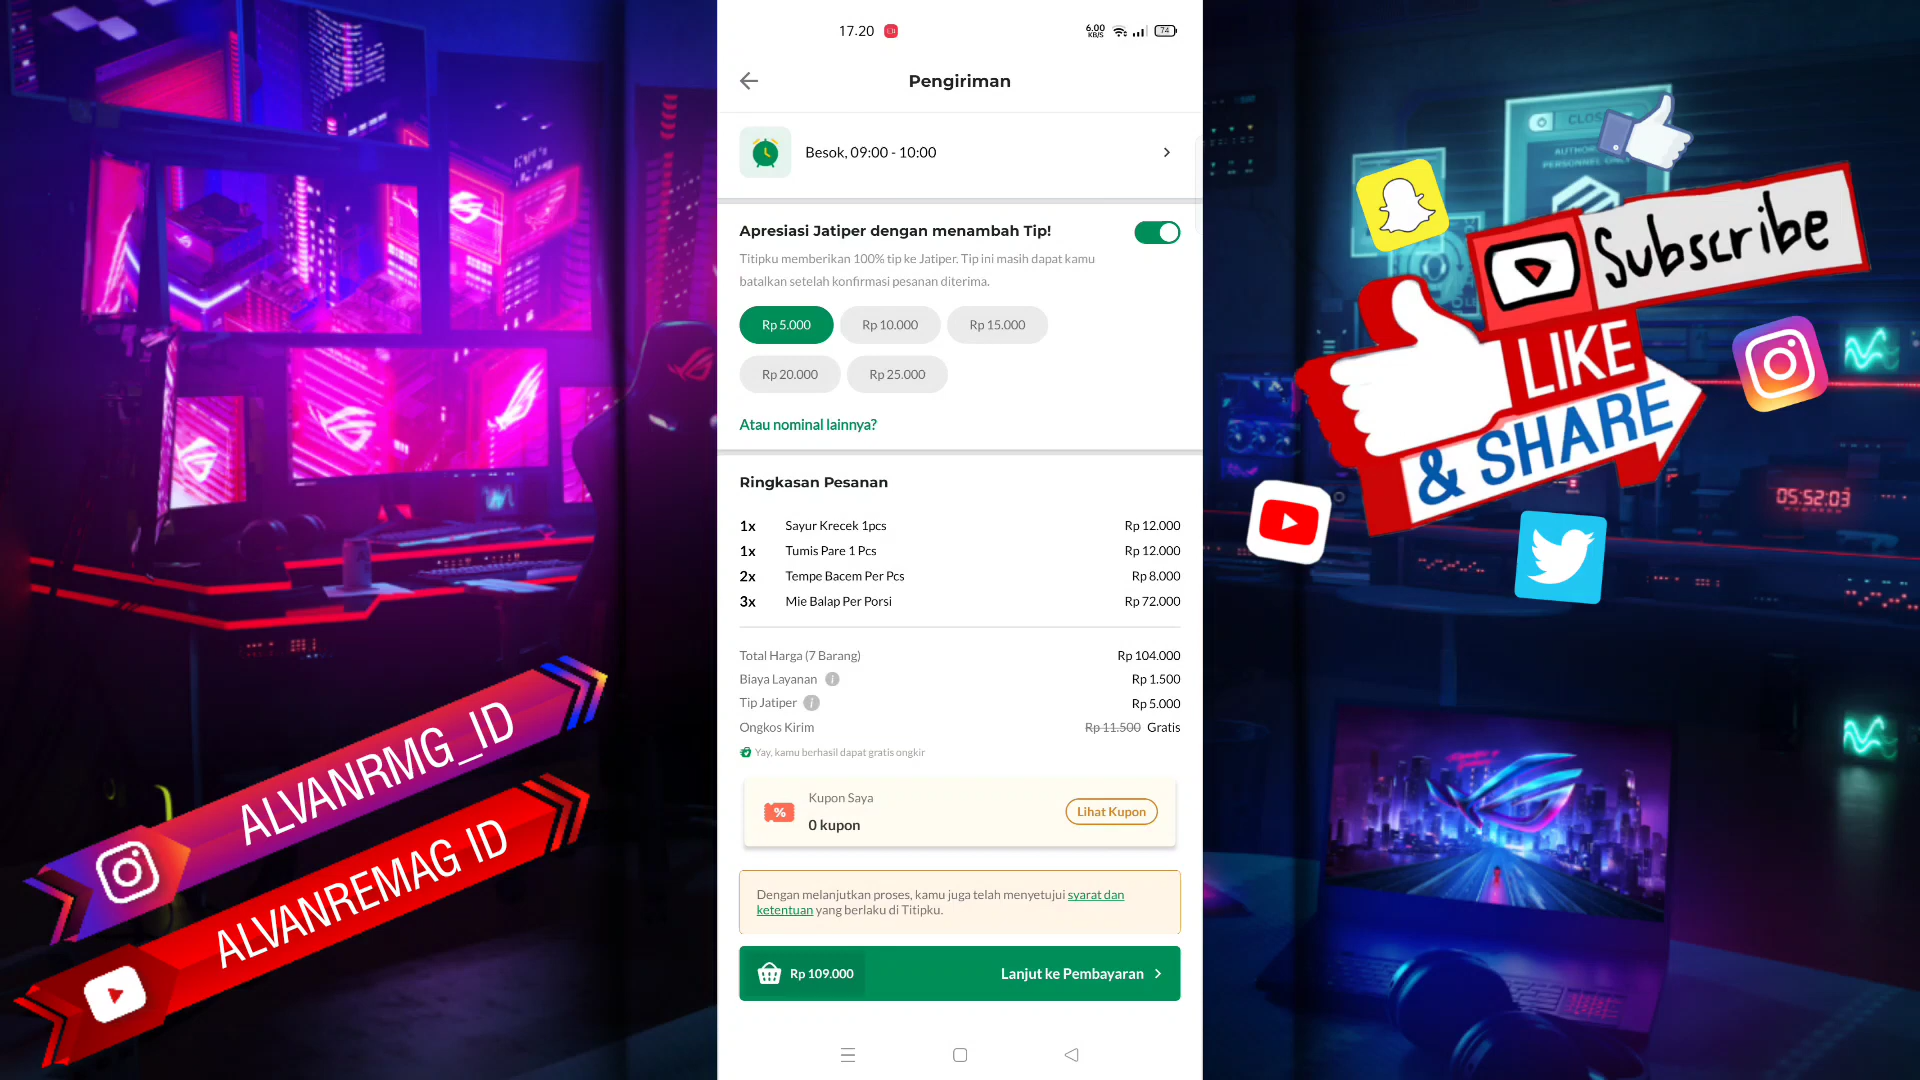 17.20
6.00
KB/S
74
Pengiriman
Besok, 09:00 - 10:00
Apresiasi Jatiper dengan menambah Tip!
Titipku memberikan 100% tip ke Jatiper. Tip ini masih dapat kamu
batalkan setelah konfirmasi pesanan diterima.
Rp 5.000
Rp 10.000
Rp 15.000
Rp 20.000
Rp 25.000
Atau nominal lainnya?
Ringkasan Pesanan
1x Sayur Krecek 1pcs Rp 12.000
1x Tumis Pare 1 Pcs Rp 12.000
2x Tempe Bacem Per Pcs Rp 8.000
3x Mie Balap Per Porsi Rp 72.000
Total Harga (7 Barang) Rp 104.000
Biaya Layanan Rp 1.500
Tip Jatiper Rp 5.000
Ongkos Kirim Rp 11.500 Gratis
Yay, kamu berhasil dapat gratis ongkir
Kupon Saya
0 kupon
Lihat Kupon
Dengan melanjutkan proses, kamu juga telah menyetujui syarat dan
ketentuan yang berlaku di Titipku.
Rp 109.000
Lanjut ke Pembayaran
ALVANRMG_ID
ALVANREMAG ID
Subscribe
LIKE
& SHARE
05:52:03